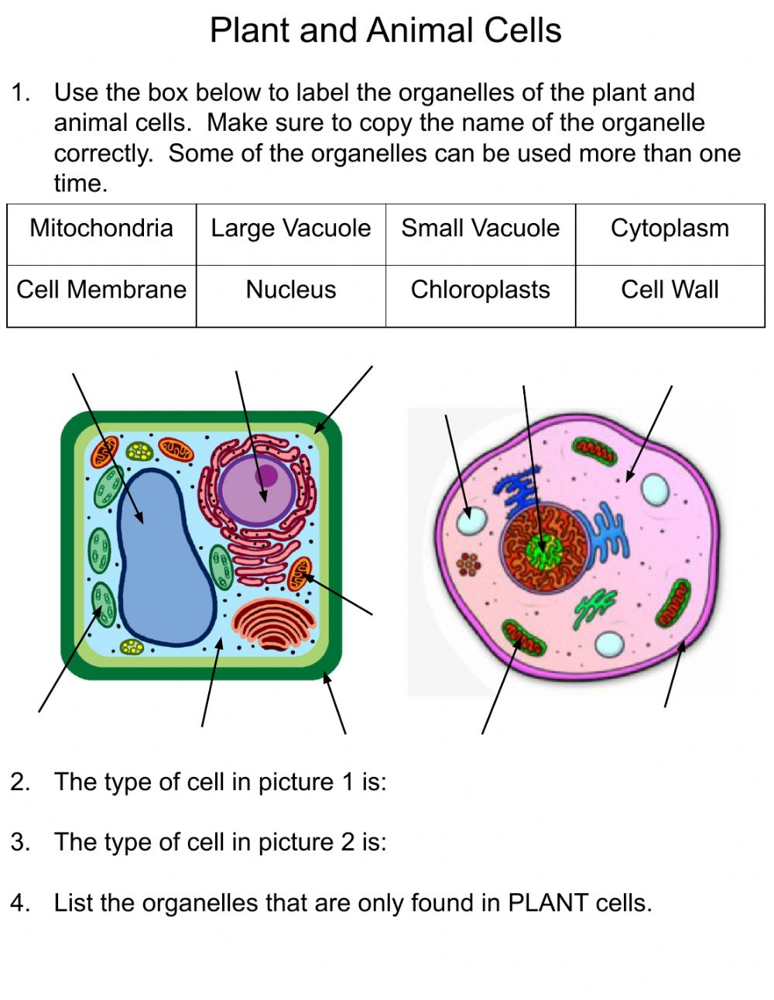 Plant and Animal Cells
1. Use the box below to label the organelles of the plant and
animal cells. Make sure to copy the name of the organelle
correctly. Some of the organelles can be used more than one
time.
Mitochondria Large Vacuole Small Vacuole Cytoplasm
Cell Membrane Nucleus Chloroplasts Cell Wall
2. The type of cell in picture 1 is:
3. The type of cell in picture 2 is:
4. List the organelles that are only found in PLANT cells.